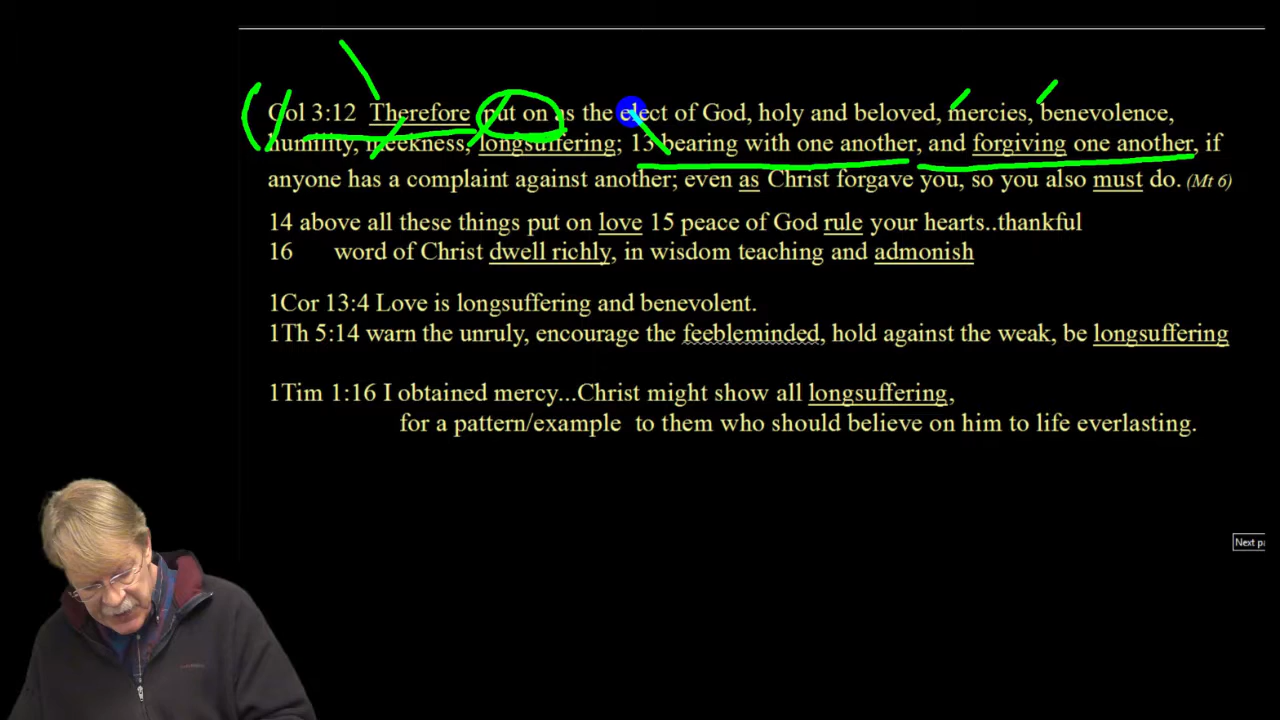 Col 3:12 Therefore put on as the elect of God, holy and beloved, mercies, benevolence,
humility, meekness, longsuffering; 13 bearing with one another, and forgiving one another, if
anyone has a complaint against another; even as Christ forgave you, so you also must do. (Mt 6)
14 above all these things put on love 15 peace of God rule your hearts..thankful
16 word of Christ dwell richly, in wisdom teaching and admonish
1Cor 13:4 Love is longsuffering and benevolent.
1Th 5:14 warn the unruly, encourage the feebleminded, hold against the weak, be longsuffering
1Tim 1:16 I obtained mercy...Christ might show all longsuffering,
for a pattern/example to them who should believe on him to life everlasting.
Next